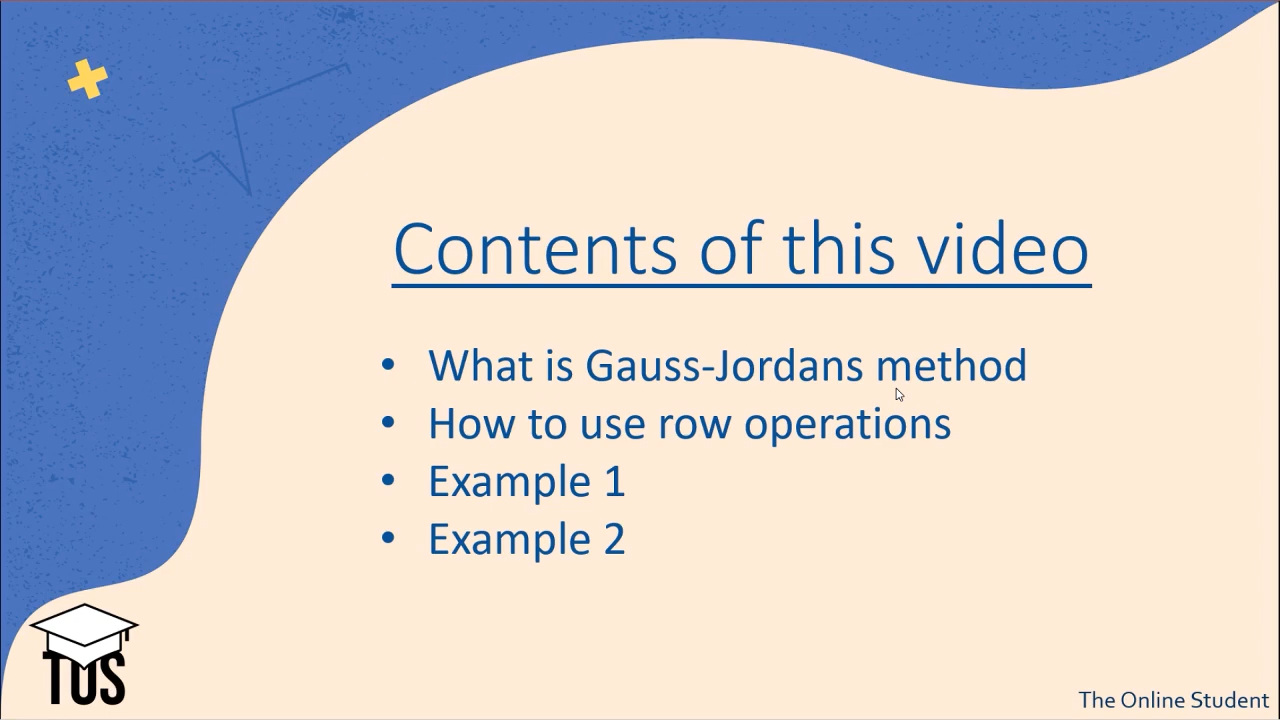 Contents of this video
• What is Gauss-Jordans method
• How to use row operations
• Example 1
• Example 2
TUS
The Online Student